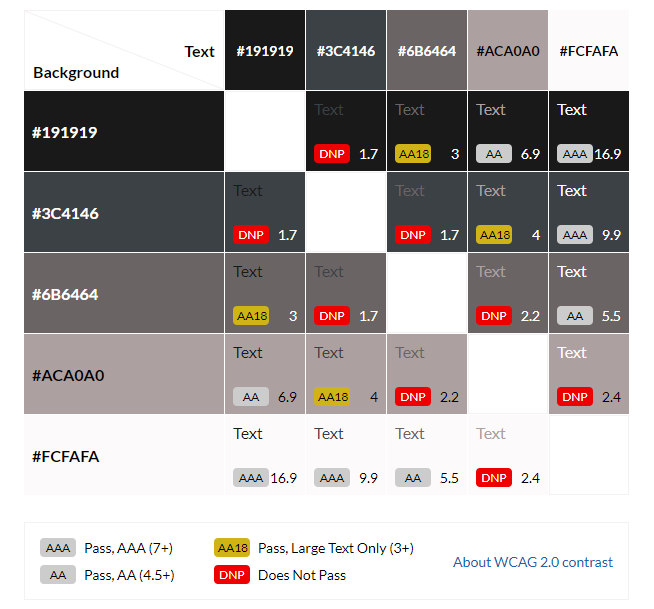 Text
#191919 #3C4146 #6B6464 #ACA0A0 #FCFAFA
Background
Text Text Text Text
#191919
DNP 1.7 AA18 3 AA 6.9 AAA 16.9
Text Text Text Text
#3C4146
DNP 1.7 DNP 1.7 AA18 4 AAA 9.9
Text Text Text Text
#6B6464
AA18 3 DNP 1.7 DNP 2.2 AA 5.5
Text Text Text Text
#ACA0A0
AA 6.9 AA18 4 DNP 2.2 DNP 2.4
Text Text Text Text
#FCFAFA
AAA 16.9 AAA 9.9 AA 5.5 DNP 2.4
AAA Pass, AAA (7+) AA18 Pass, Large Text Only (3+)
About WCAG 2.0 contrast
AA Pass, AA (4.5+) DNP Does Not Pass